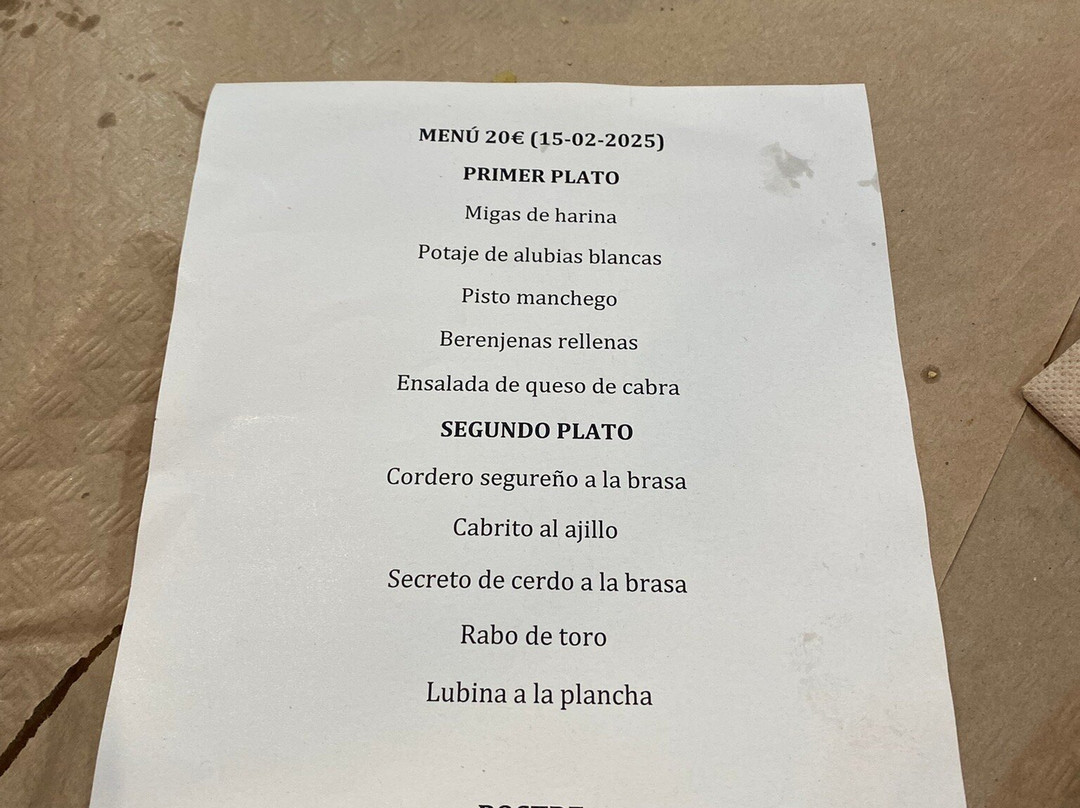 MENÚ 20€ (15-02-2025)
PRIMER PLATO
Migas de harina
Potaje de alubias blancas
Pisto manchego
Berenjenas rellenas
Ensalada de queso de cabra
SEGUNDO PLATO
Cordero segureño a la brasa
Cabrito al ajillo
Secreto de cerdo a la brasa
Rabo de toro
Lubina a la plancha